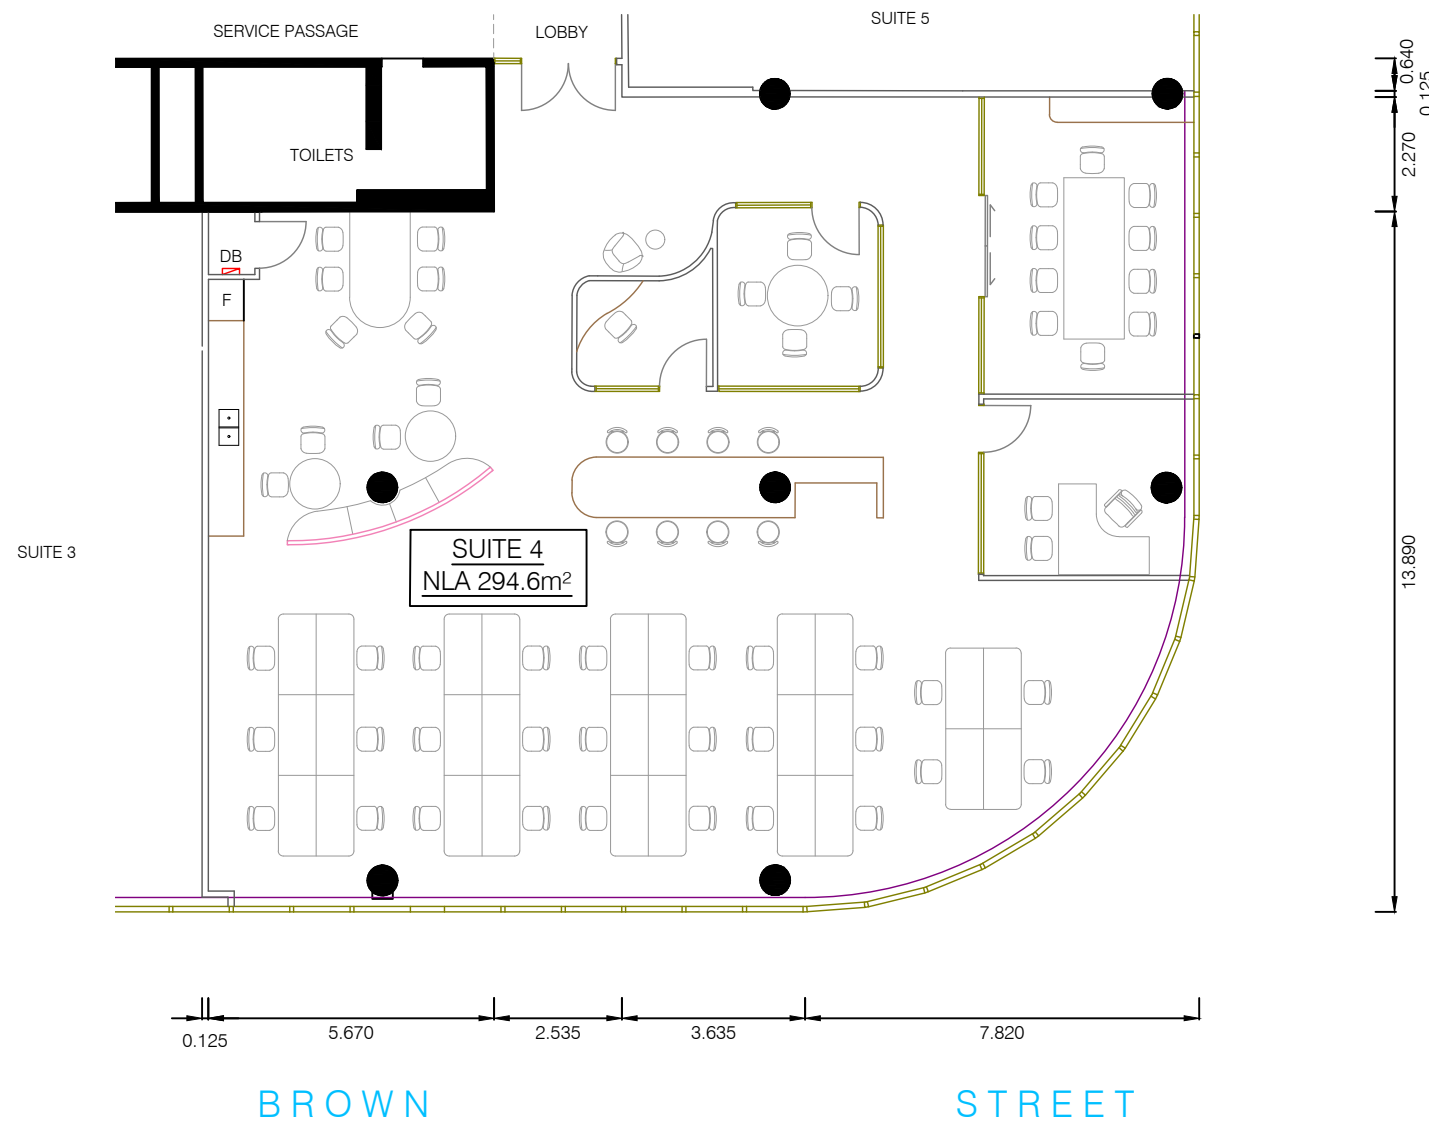 SERVICE PASSAGE
LOBBY
SUITE 5
TOILETS
DB
F
SUITE 3
SUITE 4
NLA 294.6m²
0.640
0.125
2.270
13.890
0.125
5.670
2.535
3.635
7.820
BROWN STREET